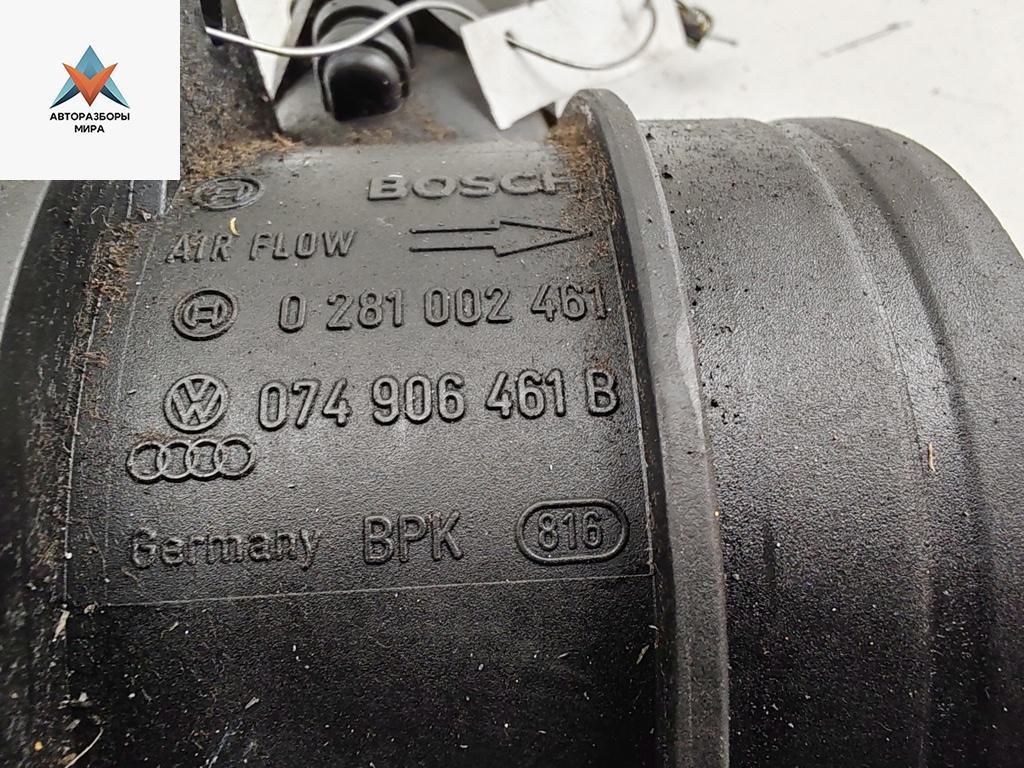 АВТОРАЗБОРЫ
МИРА
BOSCH
AIR FLOW
0 281 002 461
074 906 461 B
Germany BPK 816